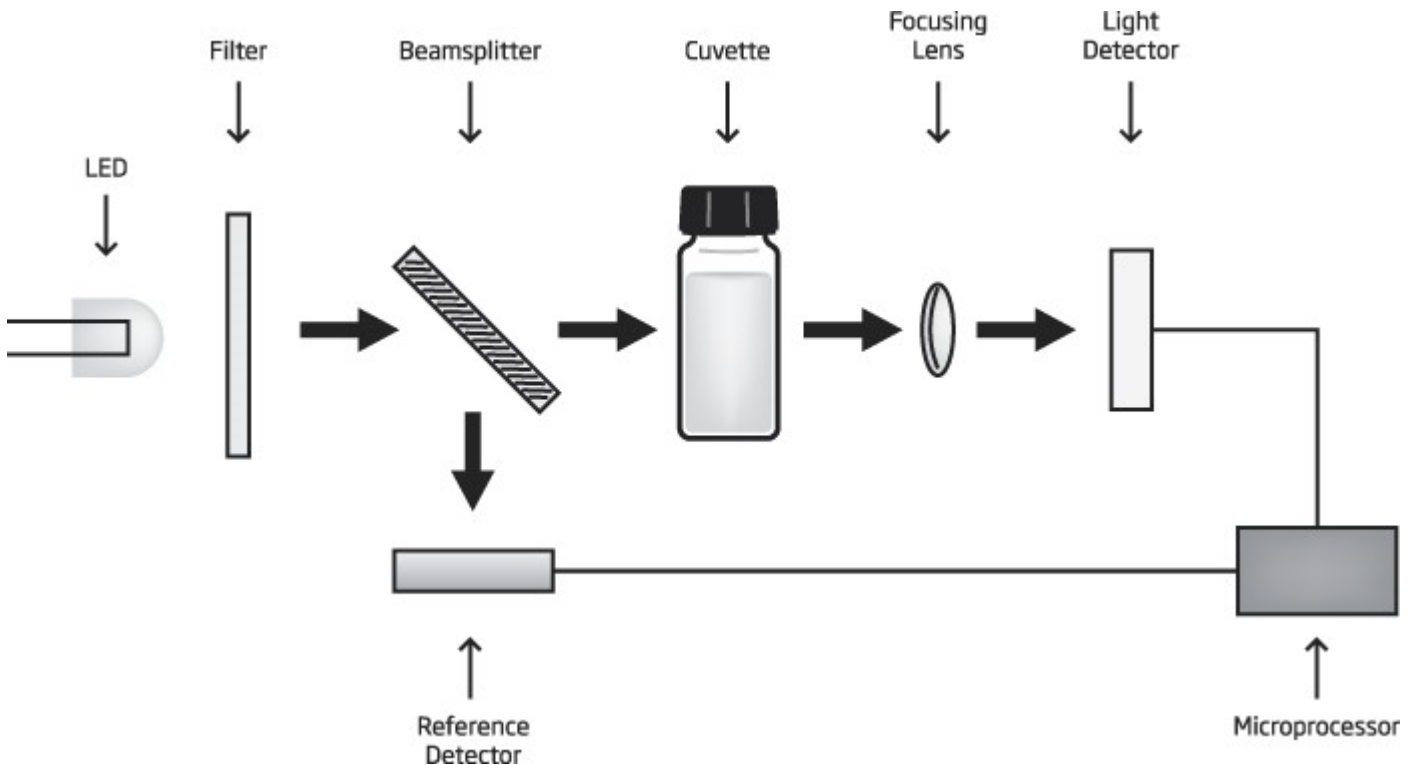 Filter
Beamsplitter
Cuvette
Focusing
Lens
Light
Detector
LED
Reference
Detector
Microprocessor